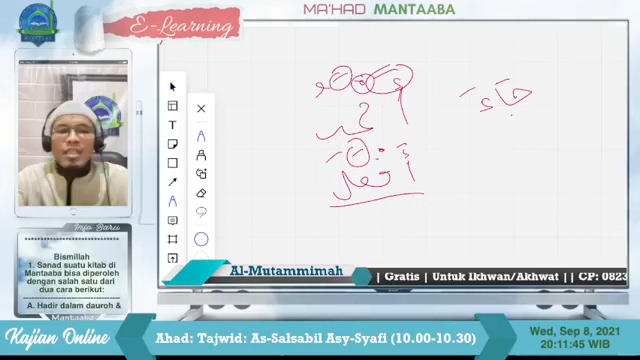 MA'HAD MANTAABA
E-Learning
جَاءَ
Info Baru
Bismillah
1. Sanad suatu kitab di
Mantaaba bisa diperoleh
dengan salah satu dari
dua cara berikut:
A. Hadir dalam dauroh &
Al-Mutammimah
| Gratis | Untuk Ikhwan/Akhwat || CP: 0823
Kajian Online
Ahad: Tajwid: As-Salsabil Asy-Syafi (10.00-10.30)
Wed, Sep 8, 2021
20:11:45 WIB